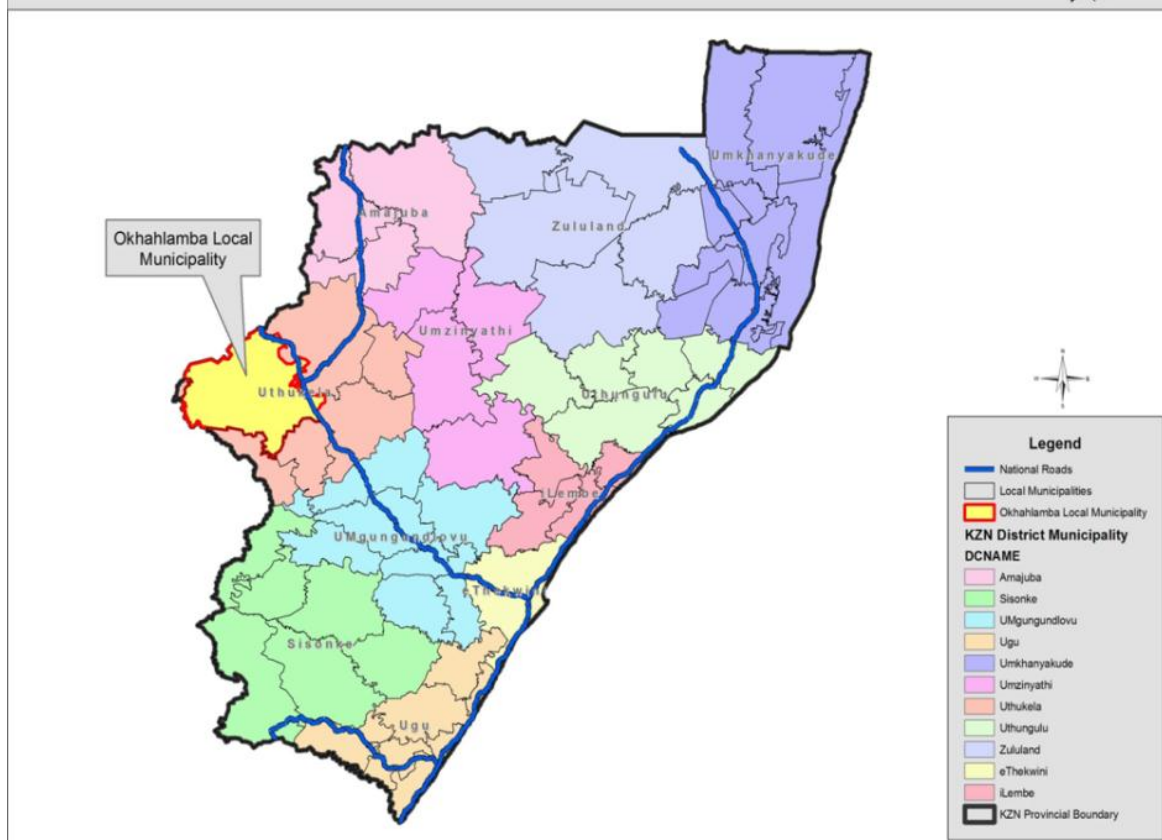 Umkhanyakude
Amajuba
Zululand
Okhahlamba Local
Municipality
Umzinyathi
Uthukela
Uthungulu
iLembe
UMgungundlovu
eThekwini
Sisonke
Ugu
Legend
National Roads
Local Municipalities
Okhahlamba Local Municipality
KZN District Municipality
DCNAME
Amajuba
Sisonke
UMgungundlovu
Ugu
Umkhanyakude
Umzinyathi
Uthukela
Uthungulu
Zululand
eThekwini
iLembe
KZN Provincial Boundary